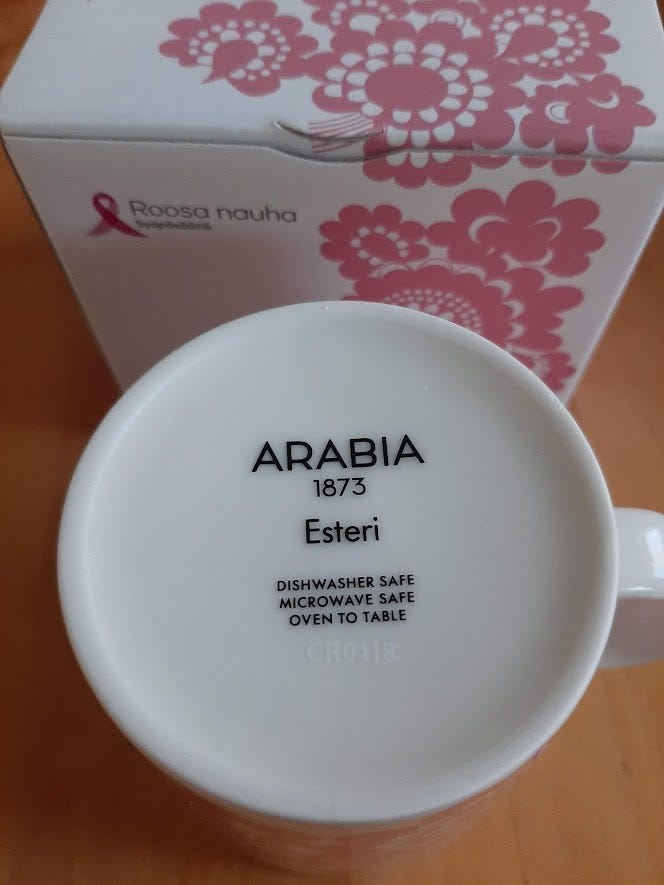 Roosa nauha
Syöpäsäätiö
ARABIA
1873
Esteri
DISHWASHER SAFE
MICROWAVE SAFE
OVEN TO TABLE
CR0418